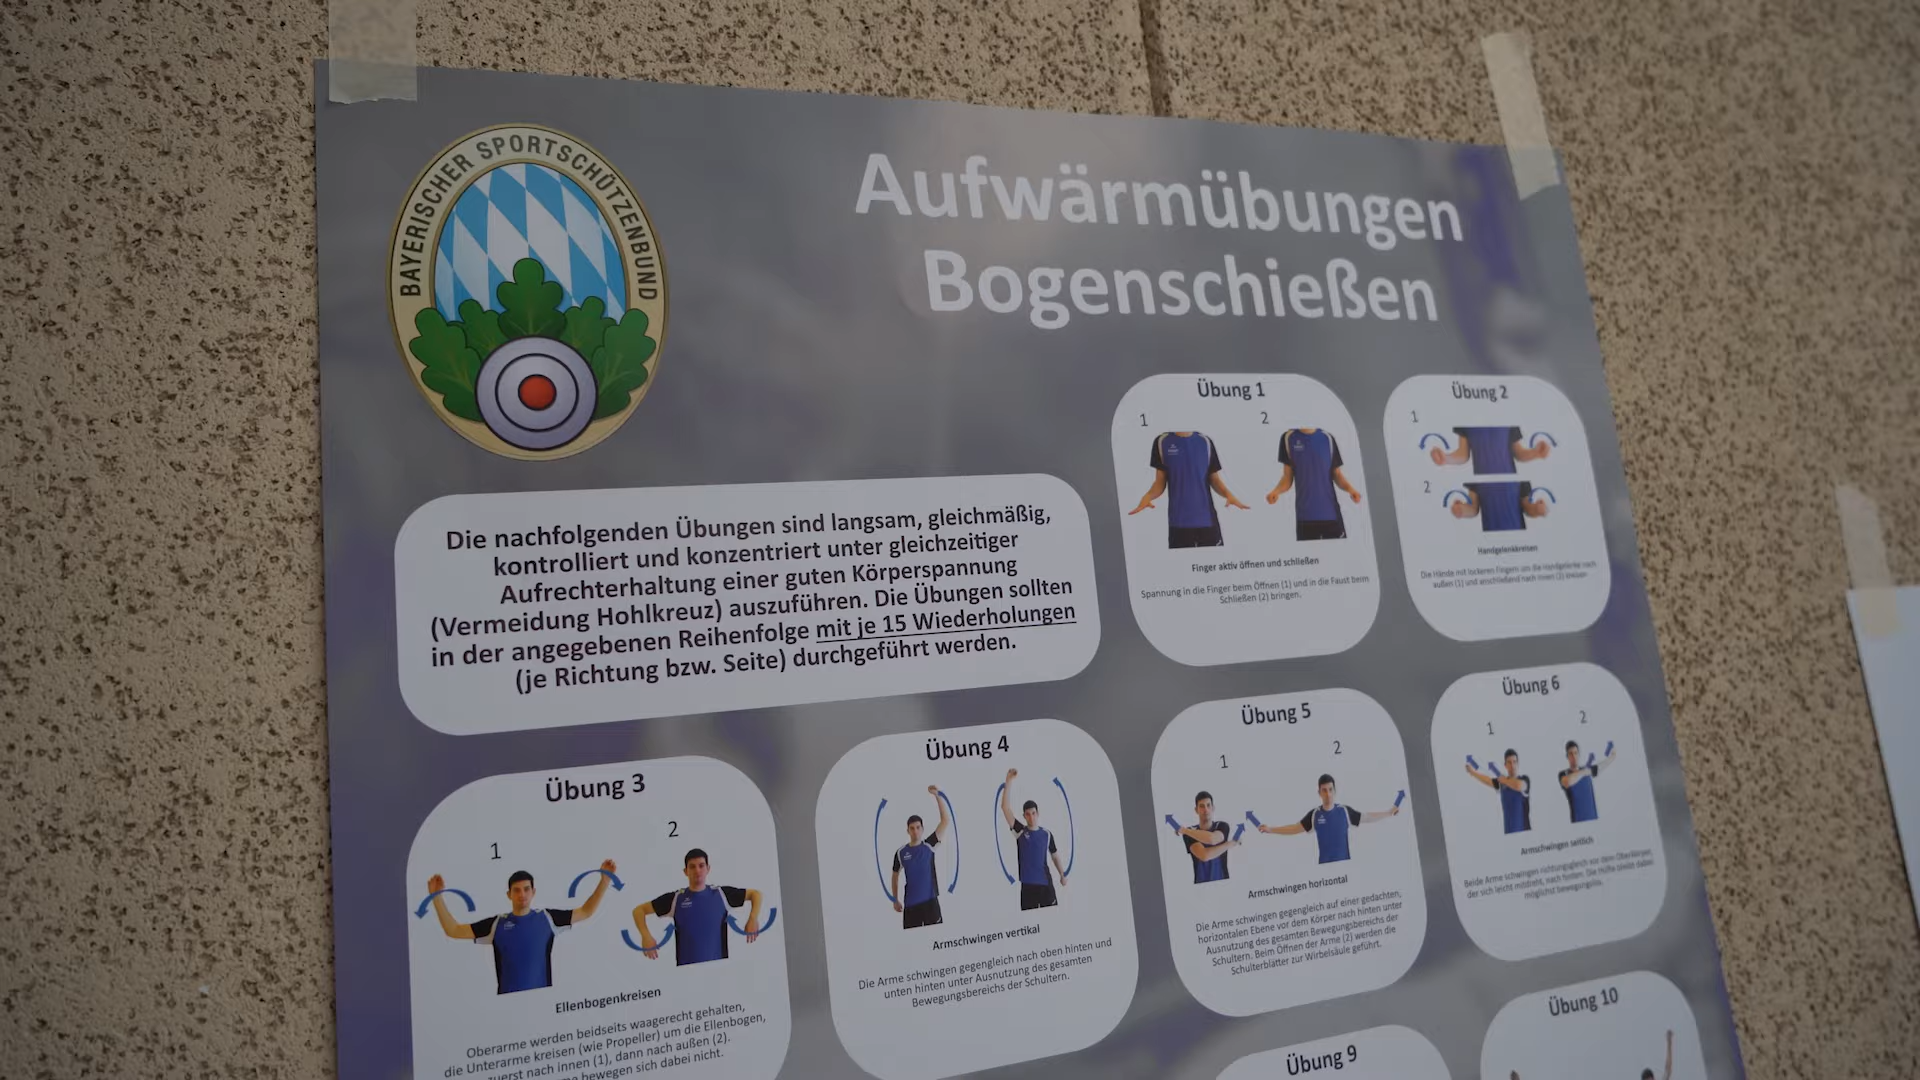 BAYERISCHER SPORTSCHÜTZENBUND
Aufwärmübungen
Bogenschießen
Die nachfolgenden Übungen sind langsam, gleichmäßig,
kontrolliert und konzentriert unter gleichzeitiger
Aufrechterhaltung einer guten Körperspannung
(Vermeidung Hohlkreuz) auszuführen. Die Übungen sollten
in der angegebenen Reihenfolge mit je 15 Wiederholungen
(je Richtung bzw. Seite) durchgeführt werden.
Übung 1
1 2
Finger aktiv öffnen und schließen
Spannung in die Finger beim Öffnen (1) und in die Faust beim
Schließen (2) bringen.
Übung 2
1
2
Handgelenkkreisen
Die Hände mit lockeren Fingern um die Handgelenke nach
außen (1) und anschließend nach innen (2) kreisen
Übung 3
1 2
Ellenbogenkreisen
Oberarme werden beidseits waagerecht gehalten,
die Unterarme kreisen (wie Propeller) um die Ellenbogen,
zuerst nach innen (1), dann nach außen (2).
bewegen sich dabei nicht.
Übung 4
Armschwingen vertikal
Die Arme schwingen gegengleich nach oben hinten und
unten hinten unter Ausnutzung des gesamten
Bewegungsbereichs der Schultern.
Übung 5
1 2
Armschwingen horizontal
Die Arme schwingen gegengleich auf einer gedachten,
horizontalen Ebene vor dem Körper nach hinten unter
Ausnutzung des gesamten Bewegungsbereichs der
Schultern. Beim Öffnen der Arme (2) werden die
Schulterblätter zur Wirbelsäule geführt.
Übung 6
1 2
Armschwingen seitlich
Beide Arme schwingen richtungsgleich vor dem Oberkörper,
der sich leicht mitdreht, nach hinten. Die Hüfte bleibt dabei
möglichst bewegungslos.
Übung 9
Übung 10